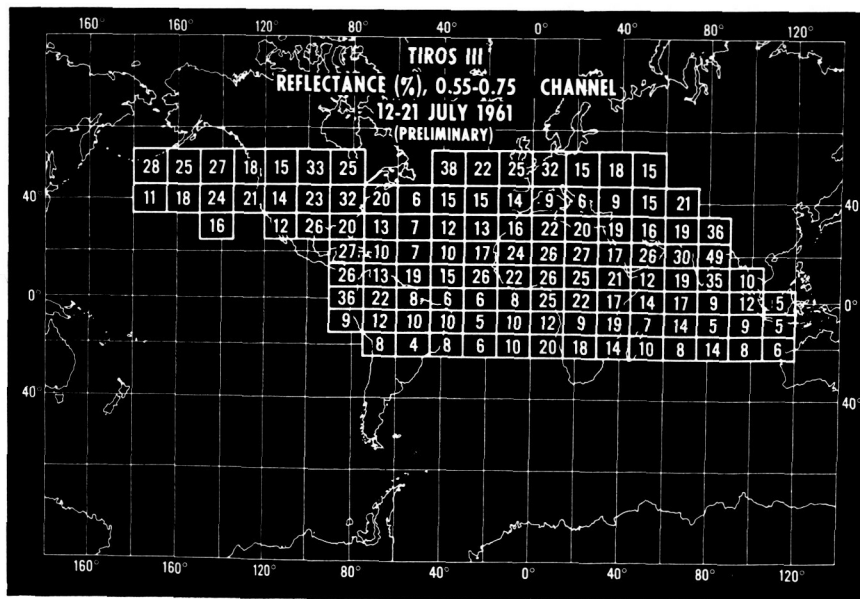 160° 120° 80° 40° 0° 40° 80° 120°
TIROS III
REFLECTANCE (%), 0.55-0.75 CHANNEL
12-21 JULY 1961
(PRELIMINARY)
28 25 27 18 15 33 25 38 22 25 32 15 18 15
40° 11 18 24 21 14 23 32 20 6 15 15 14 9 6 9 15 21 40°
16 12 26 20 13 7 12 13 16 22 20 19 16 19 36
27 10 7 10 17 24 26 27 17 26 30 49
26 13 19 15 26 22 26 25 21 12 19 35 10
0° 36 22 8 6 6 8 25 22 17 14 17 9 12 5 0°
9 12 10 10 5 10 12 9 19 7 14 5 9 5
8 4 8 6 10 20 18 14 10 8 14 8 6
40° 40°
160° 120° 80° 40° 0° 40° 80° 120°